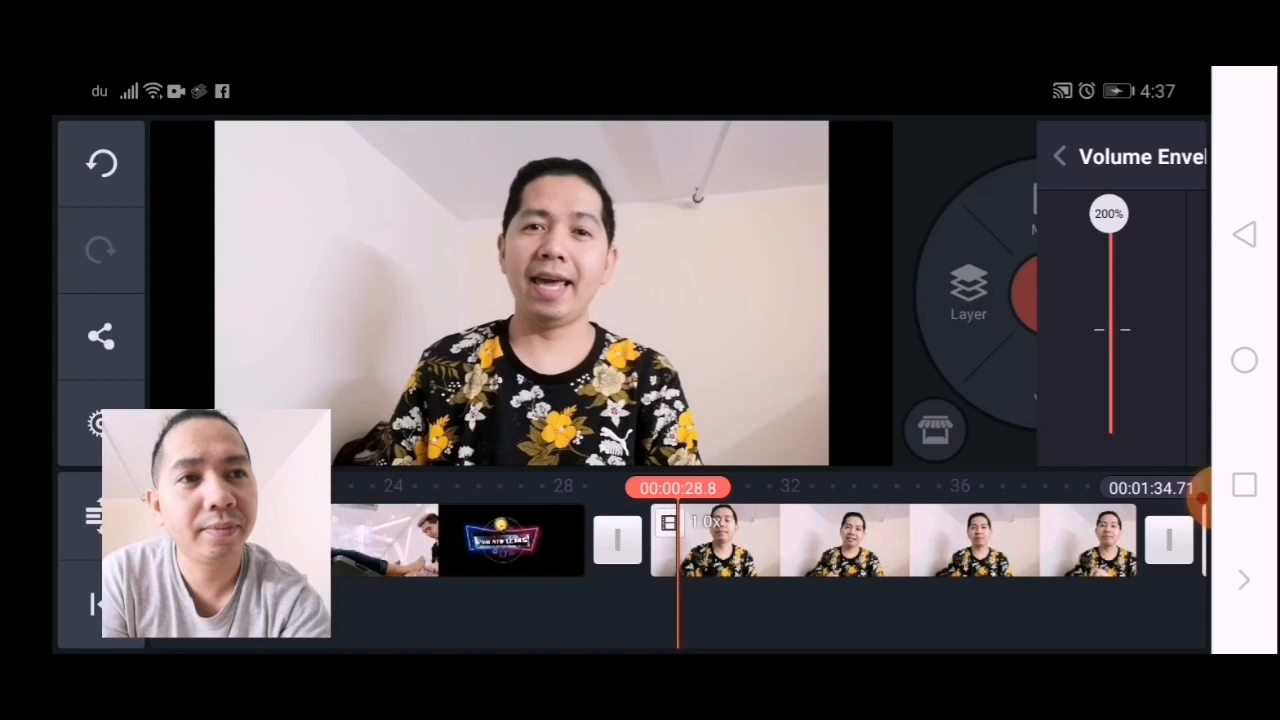 du
4:37
Volume Enve
200%
Layer
24
28
00:00:28.8
32
36
00:01:34.71
1.0x